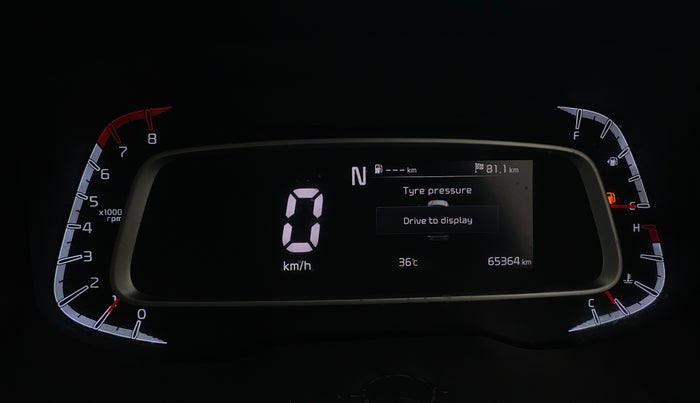 8
7
6
5
x1000
rpm
4
3
2
1
0
0
km/h
N
--- km
81.1 km
Tyre pressure
Drive to display
36℃
65364 km
F
H
C